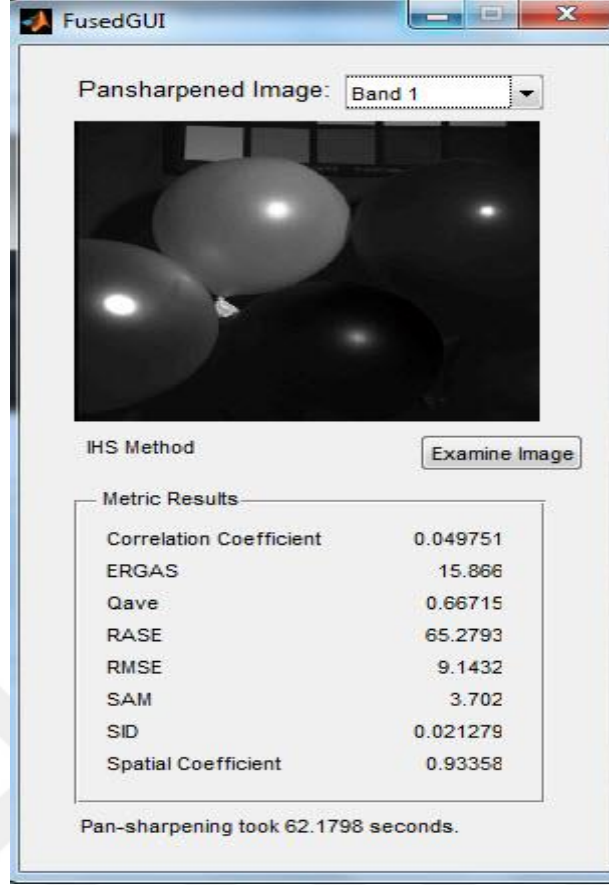 FusedGUI
Pansharpened Image: Band 1
IHS Method
Examine Image
Metric Results
Correlation Coefficient 0.049751
ERGAS 15.866
Qave 0.66715
RASE 65.2793
RMSE 9.1432
SAM 3.702
SID 0.021279
Spatial Coefficient 0.93358
Pan-sharpening took 62.1798 seconds.